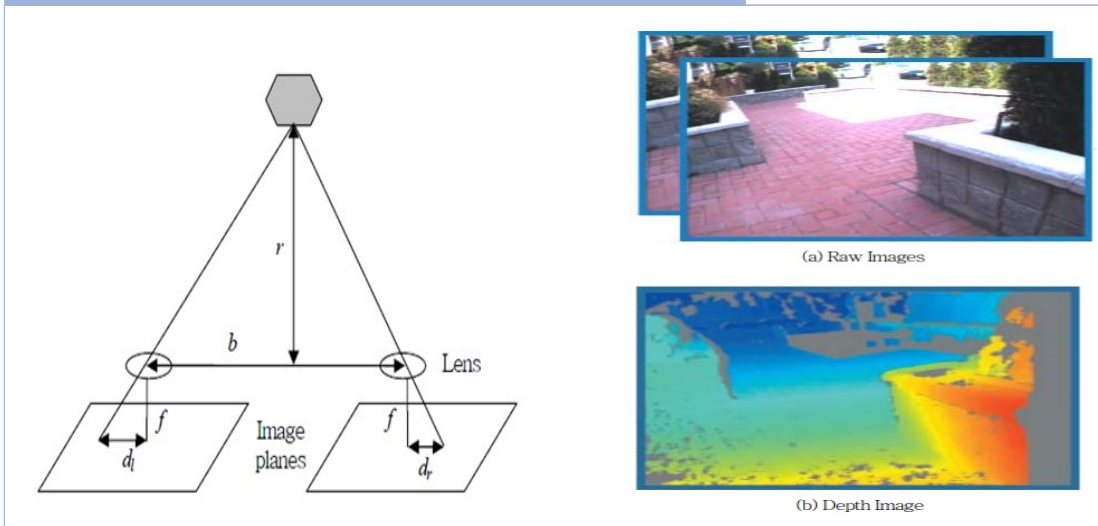 r
b
Lens
f
f
d_l
Image
planes
d_r
(a) Raw Images
(b) Depth Image